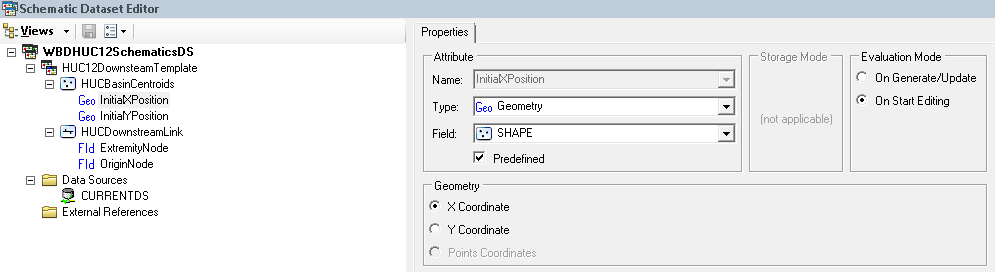 Schematic Dataset Editor
Views
WBDHUC12SchematicsDS
HUC12DownsteamTemplate
HUCBasinCentroids
Geo InitialXPosition
Geo InitialYPosition
HUCDownstreamLink
Fld ExtremityNode
Fld OriginNode
Data Sources
CURRENTDS
External References
Properties
Attribute
Name: InitialXPosition
Type: Geo Geometry
Field: SHAPE
Predefined
Storage Mode
(not applicable)
Evaluation Mode
On Generate/Update
On Start Editing
Geometry
X Coordinate
Y Coordinate
Points Coordinates